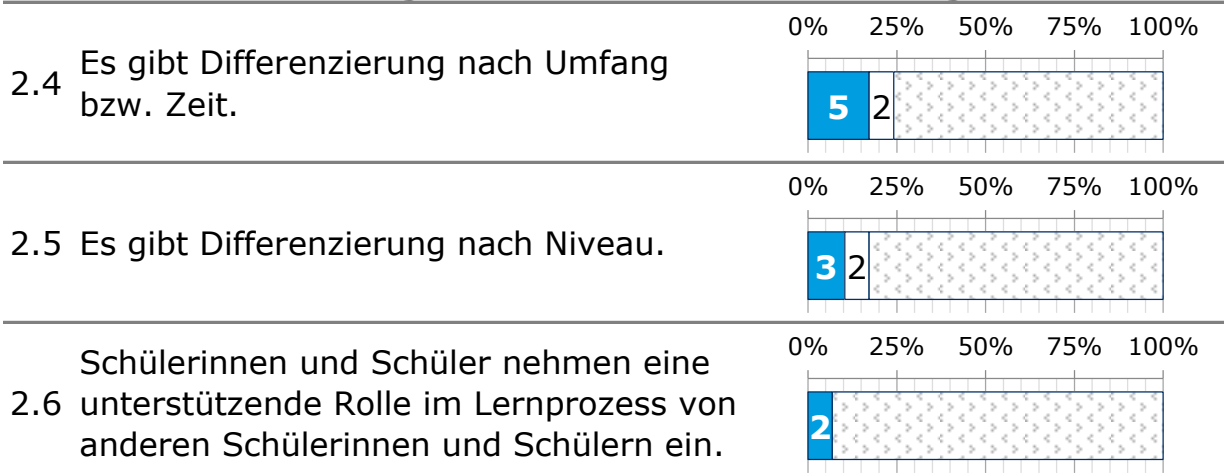 0% 25% 50% 75% 100%
2.4 Es gibt Differenzierung nach Umfang
bzw. Zeit.
5 2
0% 25% 50% 75% 100%
2.5 Es gibt Differenzierung nach Niveau.
3 2
0% 25% 50% 75% 100%
Schülerinnen und Schüler nehmen eine
2.6 unterstützende Rolle im Lernprozess von
anderen Schülerinnen und Schülern ein.
2